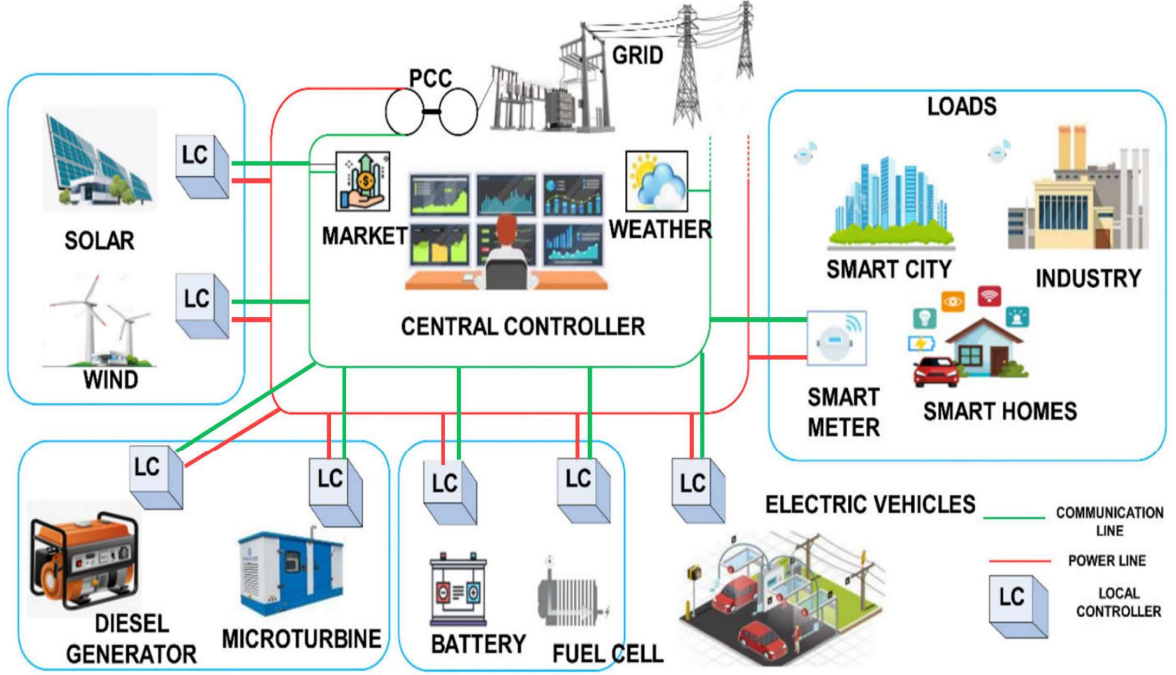 GRID
PCC
LOADS
LC
SOLAR
MARKET
WEATHER
SMART CITY
INDUSTRY
LC
WIND
CENTRAL CONTROLLER
SMART
METER
SMART HOMES
LC
LC
LC
LC
LC
DIESEL
GENERATOR
MICROTURBINE
BATTERY
FUEL CELL
ELECTRIC VEHICLES
COMMUNICATION
LINE
POWER LINE
LC
LOCAL
CONTROLLER